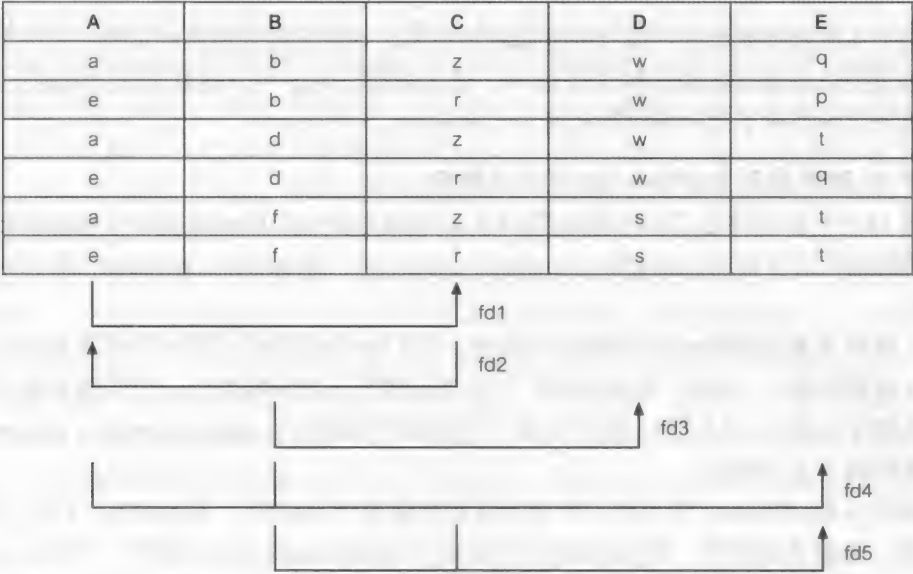 A B C D E
a b z w q
e b r w p
a d z w t
e d r w q
a f z s t
e f r s t
fd1
fd2
fd3
fd4
fd5